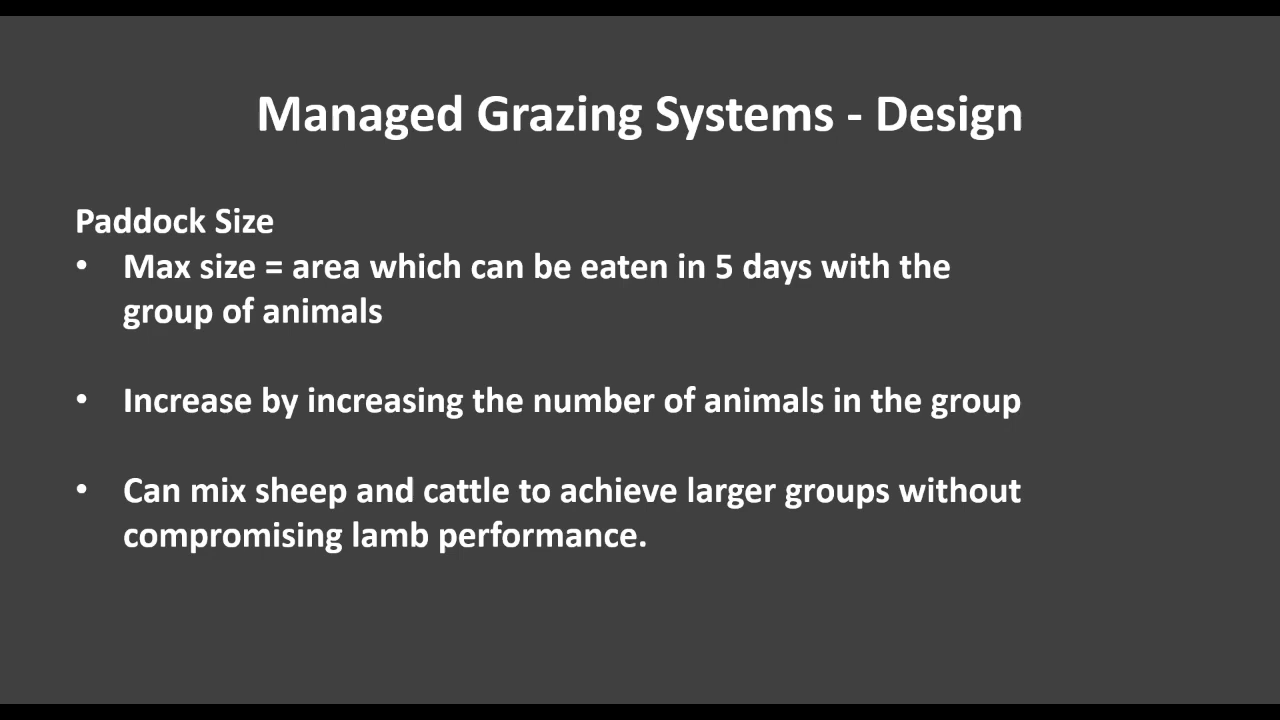 Managed Grazing Systems - Design
Paddock Size
• Max size = area which can be eaten in 5 days with the
group of animals
• Increase by increasing the number of animals in the group
• Can mix sheep and cattle to achieve larger groups without
compromising lamb performance.